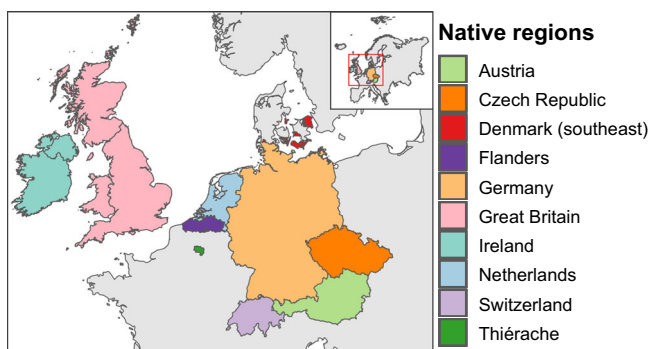 Native regions
Austria
Czech Republic
Denmark (southeast)
Flanders
Germany
Great Britain
Ireland
Netherlands
Switzerland
Thiérache